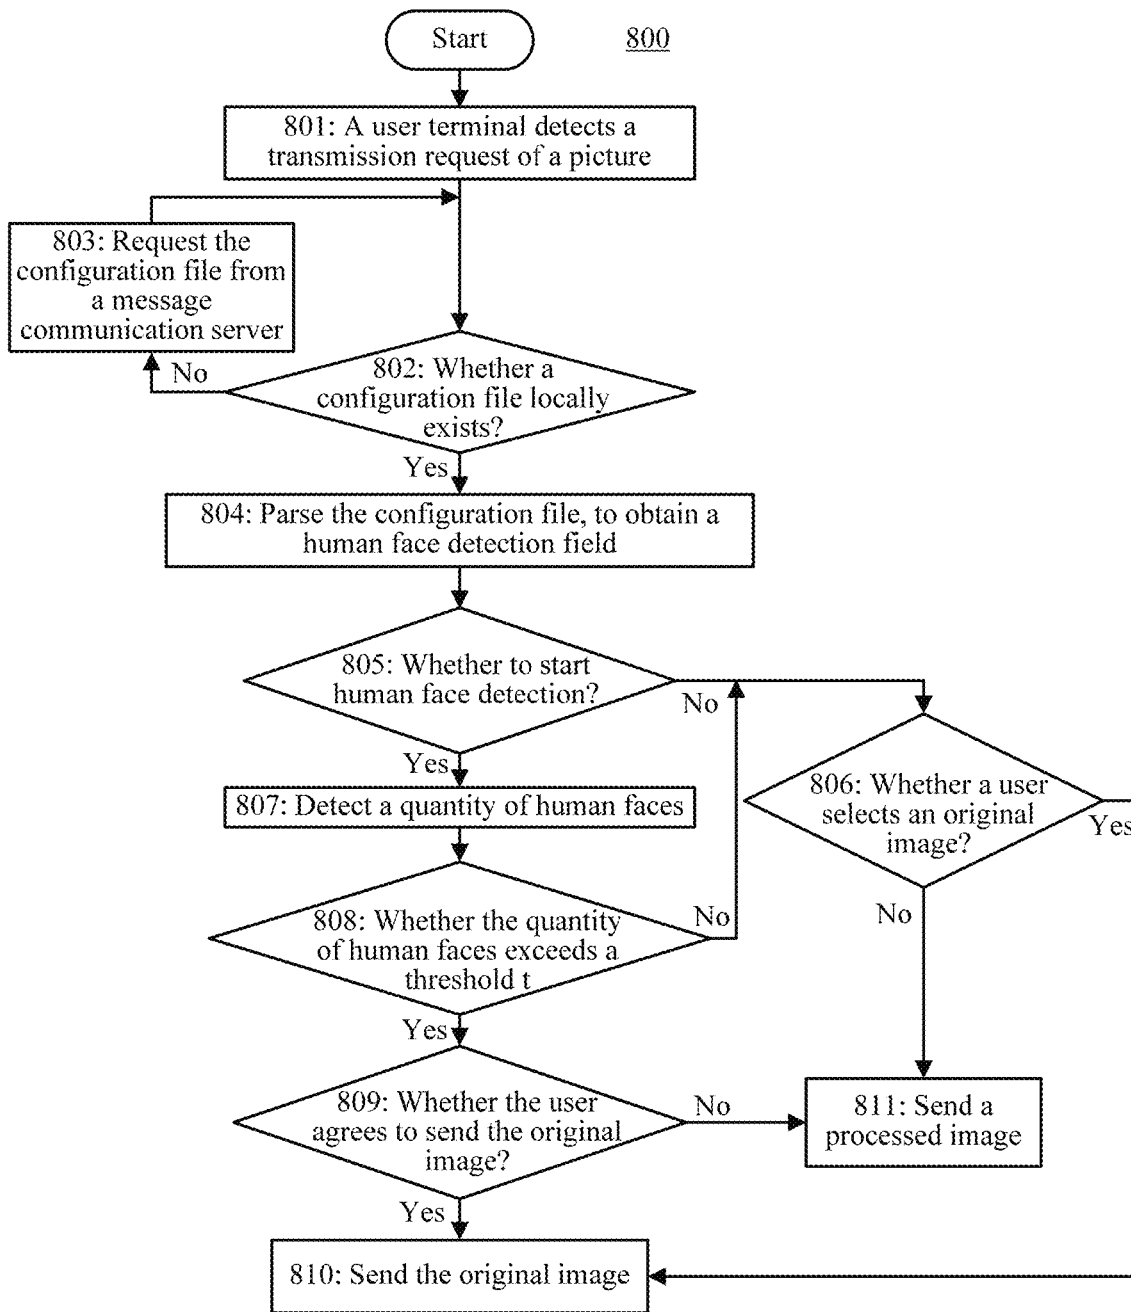 Start
800
801: A user terminal detects a
transmission request of a picture
803: Request the
configuration file from
a message
communication server
No
802: Whether a
configuration file locally
exists?
Yes
804: Parse the configuration file, to obtain a
human face detection field
805: Whether to start
human face detection?
No
Yes
806: Whether a user
selects an original
image?
Yes
No
807: Detect a quantity of human faces
808: Whether the quantity
of human faces exceeds a
threshold t
No
Yes
809: Whether the user
agrees to send the original
image?
No
811: Send a
processed image
Yes
810: Send the original image